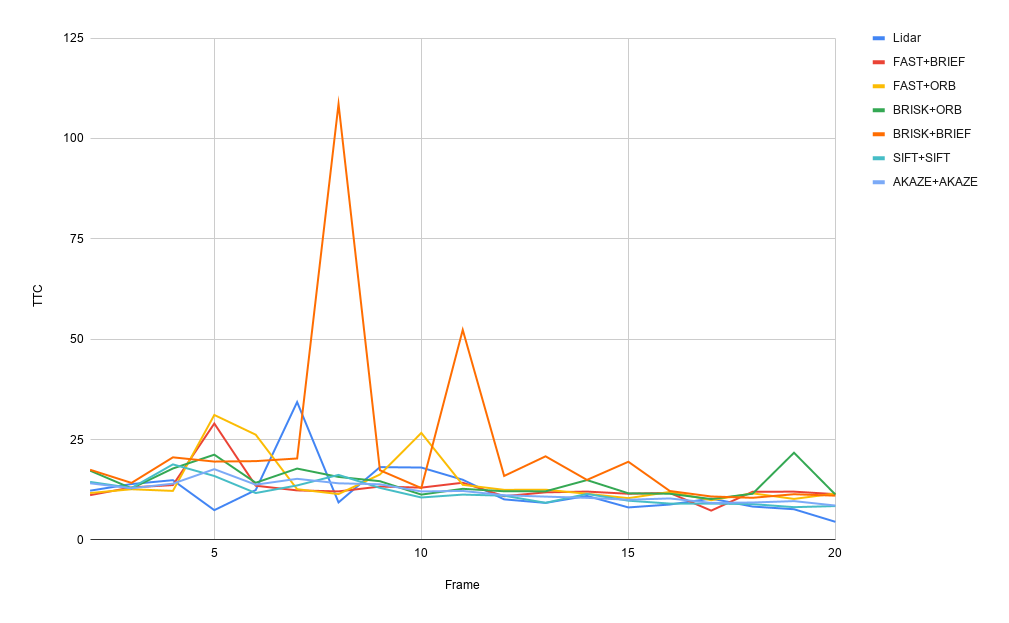 125
100
75
50
25
0
TTC
5
10
15
20
Frame
Lidar
FAST+BRIEF
FAST+ORB
BRISK+ORB
BRISK+BRIEF
SIFT+SIFT
AKAZE+AKAZE